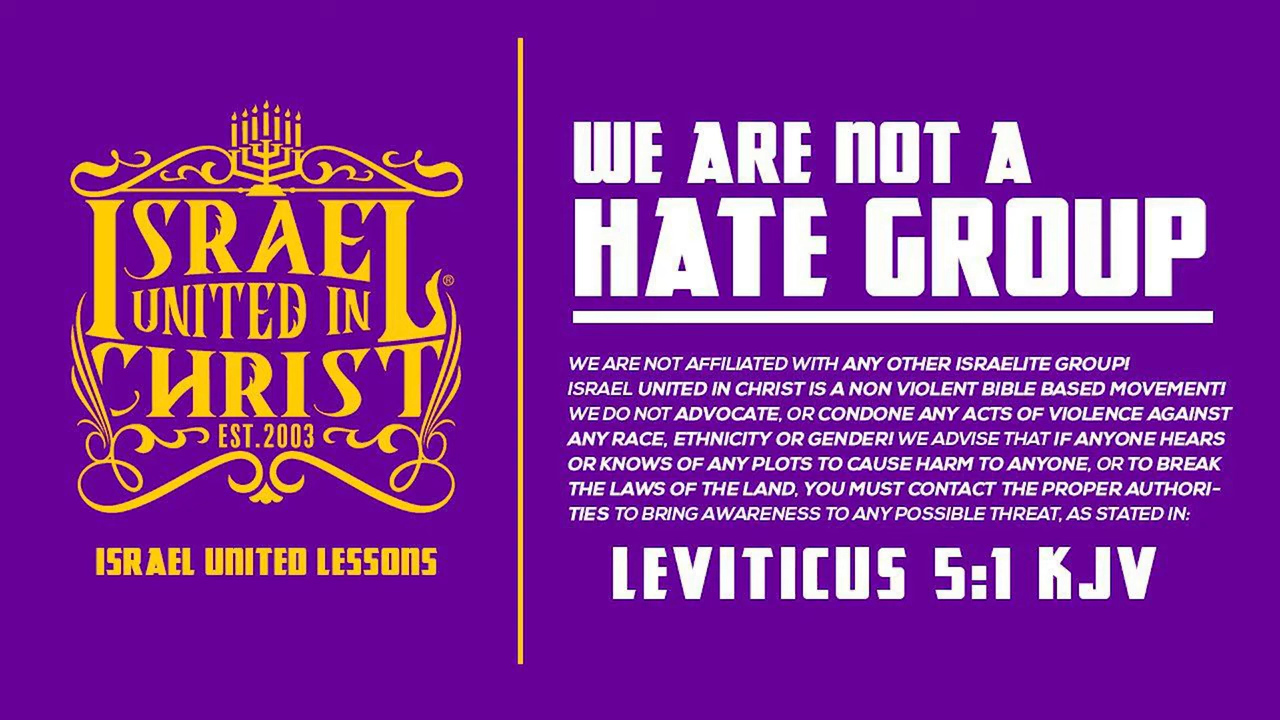 ISRAEL
UNITED IN
CHRIST
®
EST.2003
ISRAEL UNITED LESSONS
WE ARE NOT A
HATE GROUP
WE ARE NOT AFFILIATED WITH ANY OTHER ISRAELITE GROUP!
ISRAEL UNITED IN CHRIST IS A NON VIOLENT BIBLE BASED MOVEMENT!
WE DO NOT ADVOCATE, OR CONDONE ANY ACTS OF VIOLENCE AGAINST
ANY RACE, ETHNICITY OR GENDER! WE ADVISE THAT IF ANYONE HEARS
OR KNOWS OF ANY PLOTS TO CAUSE HARM TO ANYONE, OR TO BREAK
THE LAWS OF THE LAND, YOU MUST CONTACT THE PROPER AUTHORI-
TIES TO BRING AWARENESS TO ANY POSSIBLE THREAT, AS STATED IN:
LEVITICUS 5:1 KJV